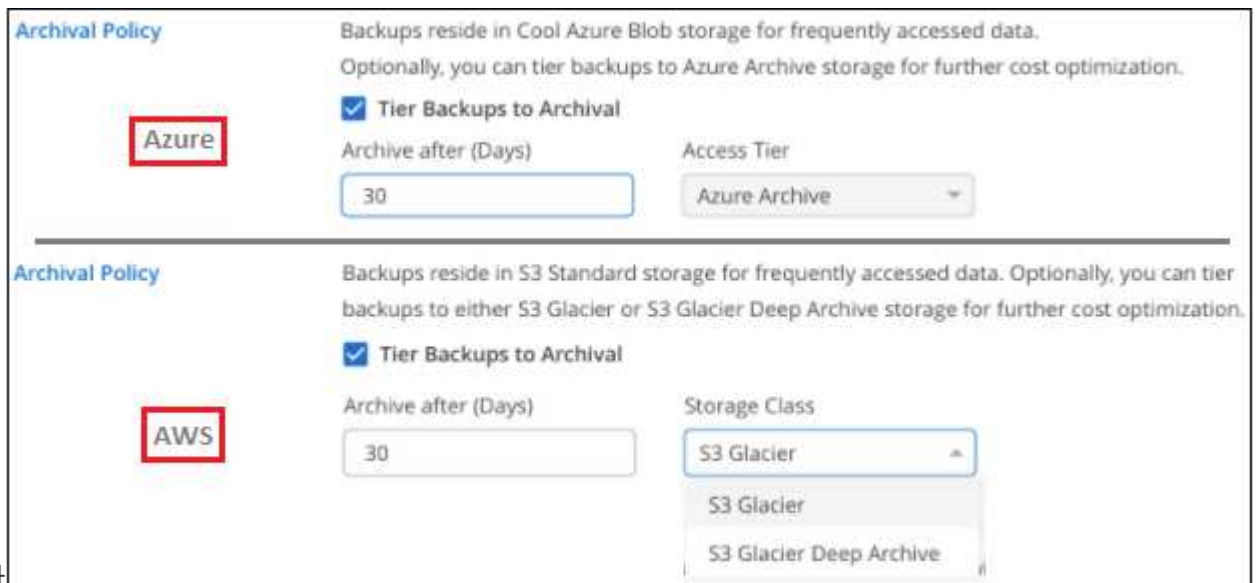 Archival Policy
Backups reside in Cool Azure Blob storage for frequently accessed data.
Optionally, you can tier backups to Azure Archive storage for further cost optimization.
Tier Backups to Archival
Azure
Archive after (Days)
Access Tier
30
Azure Archive
Archival Policy
Backups reside in S3 Standard storage for frequently accessed data. Optionally, you can tier
backups to either S3 Glacier or S3 Glacier Deep Archive storage for further cost optimization.
Tier Backups to Archival
AWS
Archive after (Days)
Storage Class
30
S3 Glacier
S3 Glacier
S3 Glacier Deep Archive